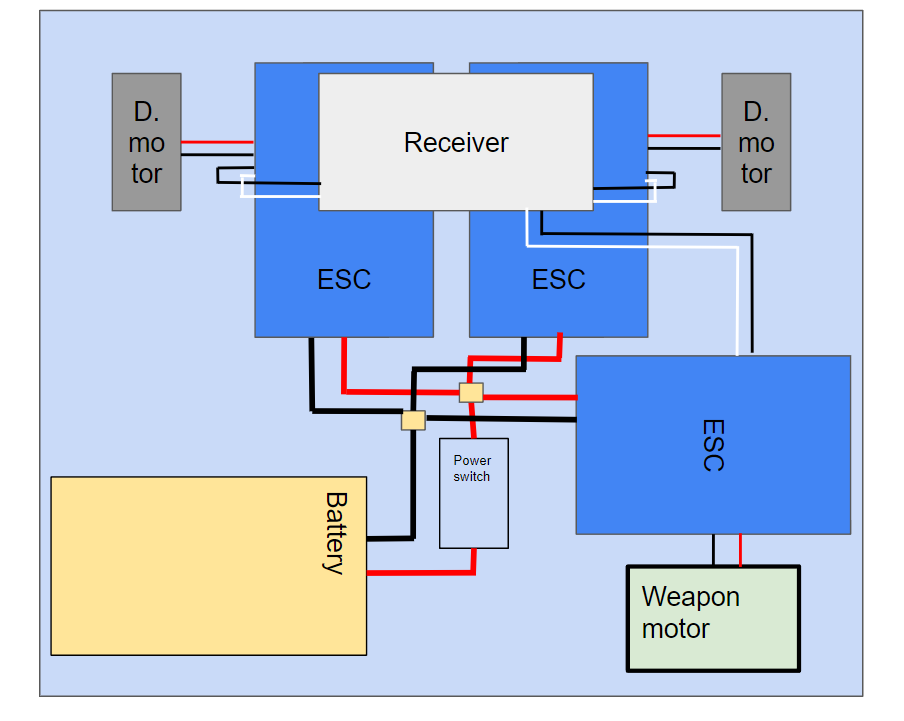 D.
mo
tor
Receiver
D.
mo
tor
ESC
ESC
ESC
Power
switch
Battery
Weapon
motor